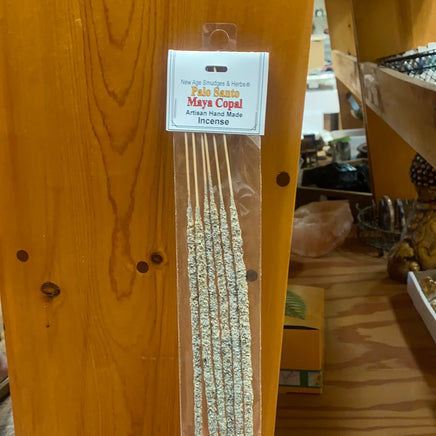 New Age Smudges & Herbs®
Palo Santo
Maya Copal
Artisan Hand Made
Incense